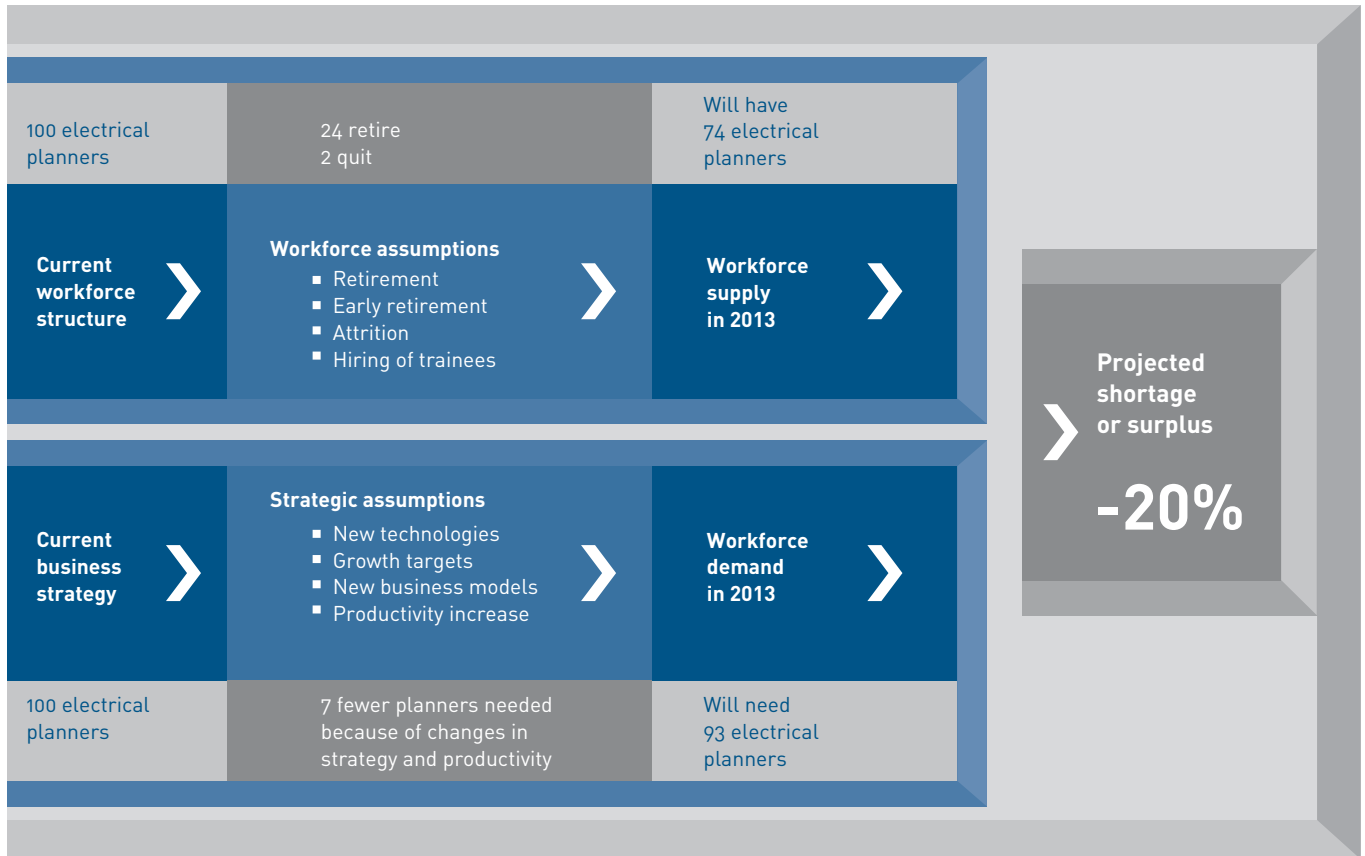 100 electrical
planners
24 retire
2 quit
Will have
74 electrical
planners
Current
workforce
structure
Workforce assumptions
Retirement
Early retirement
Attrition
Hiring of trainees
Workforce
supply
in 2013
Projected
shortage
or surplus
-20%
Current
business
strategy
Strategic assumptions
New technologies
Growth targets
New business models
Productivity increase
Workforce
demand
in 2013
100 electrical
planners
7 fewer planners needed
because of changes in
strategy and productivity
Will need
93 electrical
planners